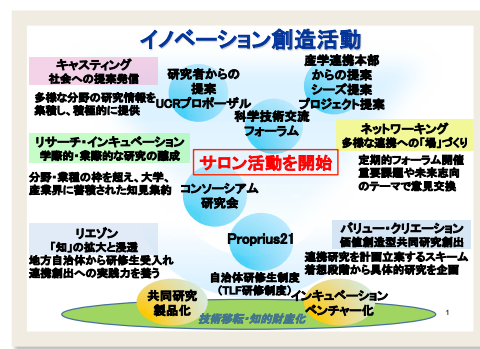 イノベーション創造活動
キャスティング
社会への提案発信
多様な分野の研究情報を
集積し、積極的に提供
研究者からの
提案
UCRプロポーザル
産学連携本部
からの提案
シーズ提案
プロジェクト提案
科学技術交流
フォーラム
ネットワーキング
多様な連携への「場」づくり
定期的フォーラム開催
重要課題や未来志向
のテーマで意見交換
リサーチ・インキュベーション
学際的・業際的な研究の醸成
分野・業種の枠を超え、大学、
産業界に蓄積された知見集約
サロン活動を開始
コンソーシアム
研究会
リエゾン
「知」の拡大と浸透
地方自治体から研修生受入れ
連携創出への実践力を養う
Proprius21
バリュー・クリエーション
価値創造型共同研究創出
連携研究を計画立案するスキーム
着想段階から具体的研究を企画
自治体研修生制度
(TLF研修制度)
共同研究
製品化
インキュベーション
ベンチャー化
技術移転・知的財産化
1